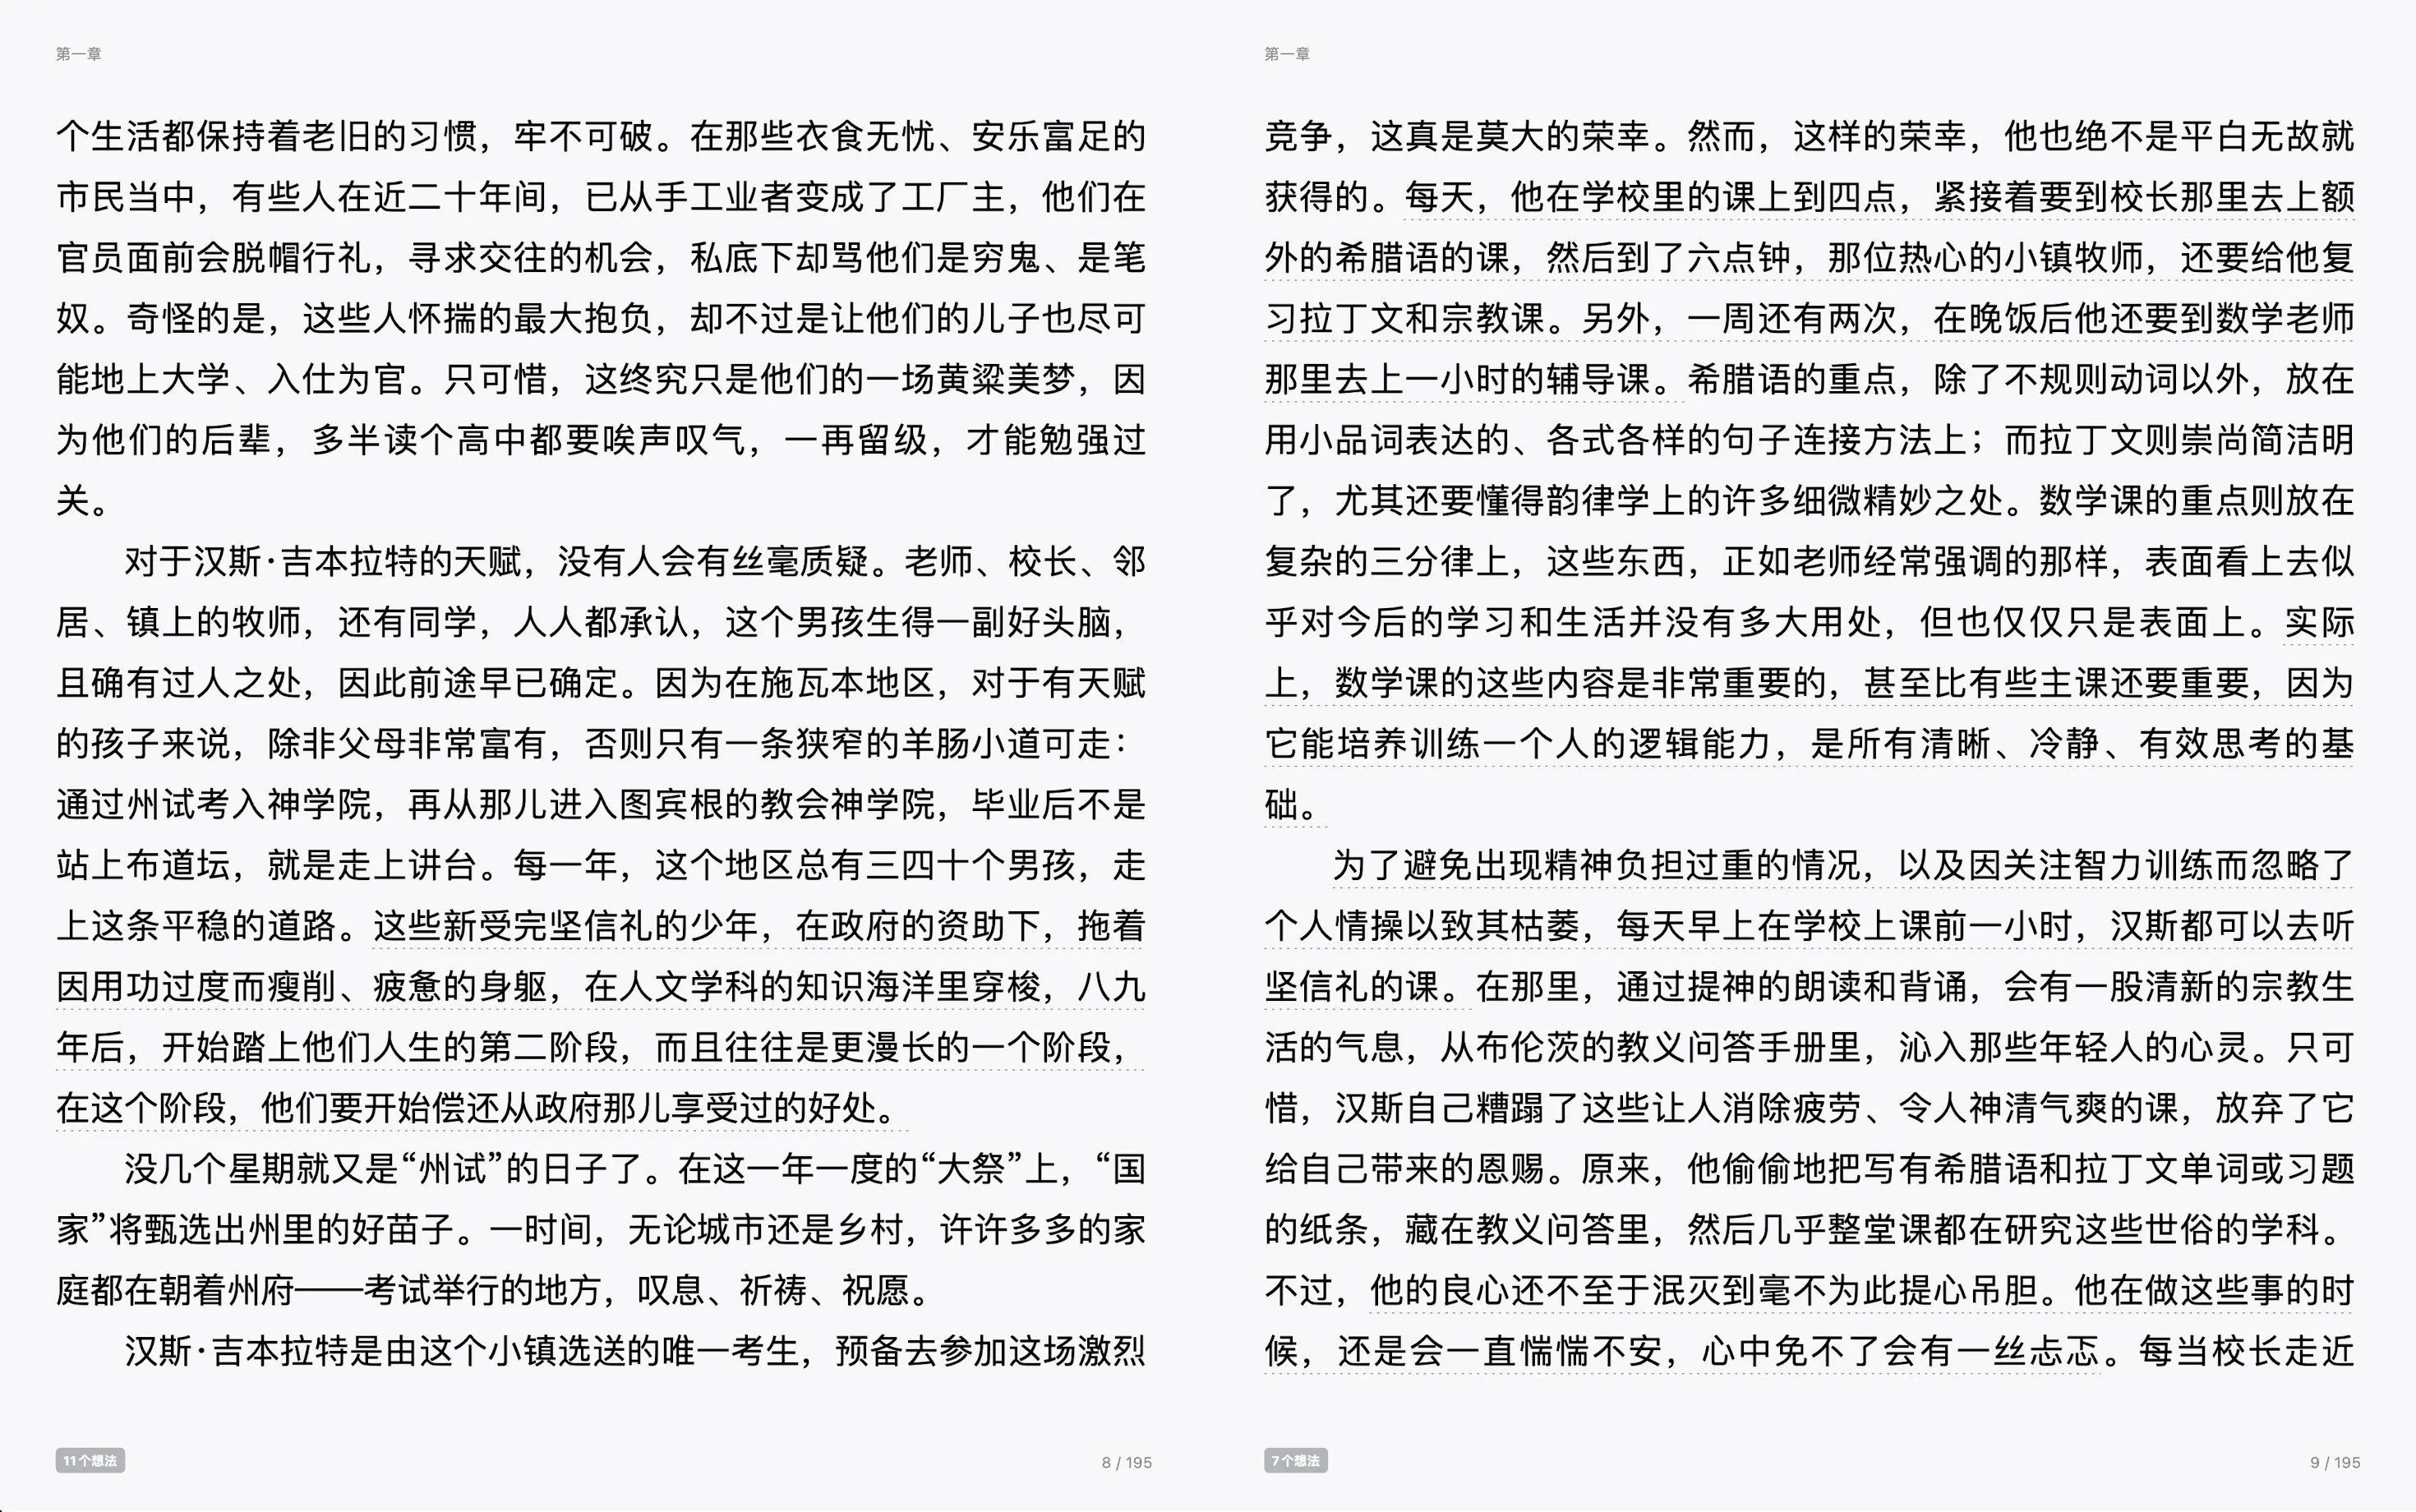 第一章
个生活都保持着老旧的习惯，牢不可破。在那些衣食无忧、安乐富足的
市民当中，有些人在近二十年间，已从手工业者变成了工厂主，他们在
官员面前会脱帽行礼，寻求交往的机会，私底下却骂他们是穷鬼、是笔
奴。奇怪的是，这些人怀揣的最大抱负，却不过是让他们的儿子也尽可
能地上大学、入仕为官。只可惜，这终究只是他们的一场黄粱美梦，因
为他们的后辈，多半读个高中都要唉声叹气，一再留级，才能勉强过
关。
对于汉斯·吉本拉特的天赋，没有人会有丝毫质疑。老师、校长、邻
居、镇上的牧师，还有同学，人人都承认，这个男孩生得一副好头脑，
且确有过人之处，因此前途早已确定。因为在施瓦本地区，对于有天赋
的孩子来说，除非父母非常富有，否则只有一条狭窄的羊肠小道可走：
通过州试考入神学院，再从那儿进入图宾根的教会神学院，毕业后不是
站上布道坛，就是走上讲台。每一年，这个地区总有三四十个男孩，走
上这条平稳的道路。这些新受完坚信礼的少年，在政府的资助下，拖着
因用功过度而瘦削、疲惫的身躯，在人文学科的知识海洋里穿梭，八九
年后，开始踏上他们人生的第二阶段，而且往往是更漫长的一个阶段，
在这个阶段，他们要开始偿还从政府那儿享受过的好处。
没几个星期就又是“州试”的日子了。在这一年一度的“大祭”上，“国
家”将甄选出州里的好苗子。一时间，无论城市还是乡村，许许多多的家
庭都在朝着州府——考试举行的地方，叹息、祈祷、祝愿。
汉斯·吉本拉特是由这个小镇选送的唯一考生，预备去参加这场激烈
11个想法
8 / 195
第一章
竞争，这真是莫大的荣幸。然而，这样的荣幸，他也绝不是平白无故就
获得的。每天，他在学校里的课上到四点，紧接着要到校长那里去上额
外的希腊语的课，然后到了六点钟，那位热心的小镇牧师，还要给他复
习拉丁文和宗教课。另外，一周还有两次，在晚饭后他还要到数学老师
那里去上一小时的辅导课。希腊语的重点，除了不规则动词以外，放在
用小品词表达的、各式各样的句子连接方法上；而拉丁文则崇尚简洁明
了，尤其还要懂得韵律学上的许多细微精妙之处。数学课的重点则放在
复杂的三分律上，这些东西，正如老师经常强调的那样，表面看上去似
乎对今后的学习和生活并没有多大用处，但也仅仅只是表面上。实际
上，数学课的这些内容是非常重要的，甚至比有些主课还要重要，因为
它能培养训练一个人的逻辑能力，是所有清晰、冷静、有效思考的基
础。
为了避免出现精神负担过重的情况，以及因关注智力训练而忽略了
个人情操以致其枯萎，每天早上在学校上课前一小时，汉斯都可以去听
坚信礼的课。在那里，通过提神的朗读和背诵，会有一股清新的宗教生
活的气息，从布伦茨的教义问答手册里，沁入那些年轻人的心灵。只可
惜，汉斯自己糟蹋了这些让人消除疲劳、令人神清气爽的课，放弃了它
给自己带来的恩赐。原来，他偷偷地把写有希腊语和拉丁文单词或习题
的纸条，藏在教义问答里，然后几乎整堂课都在研究这些世俗的学科。
不过，他的良心还不至于泯灭到毫不为此提心吊胆。他在做这些事的时
候，还是会一直惴惴不安，心中免不了会有一丝忐忑。每当校长走近
7个想法
9 / 195